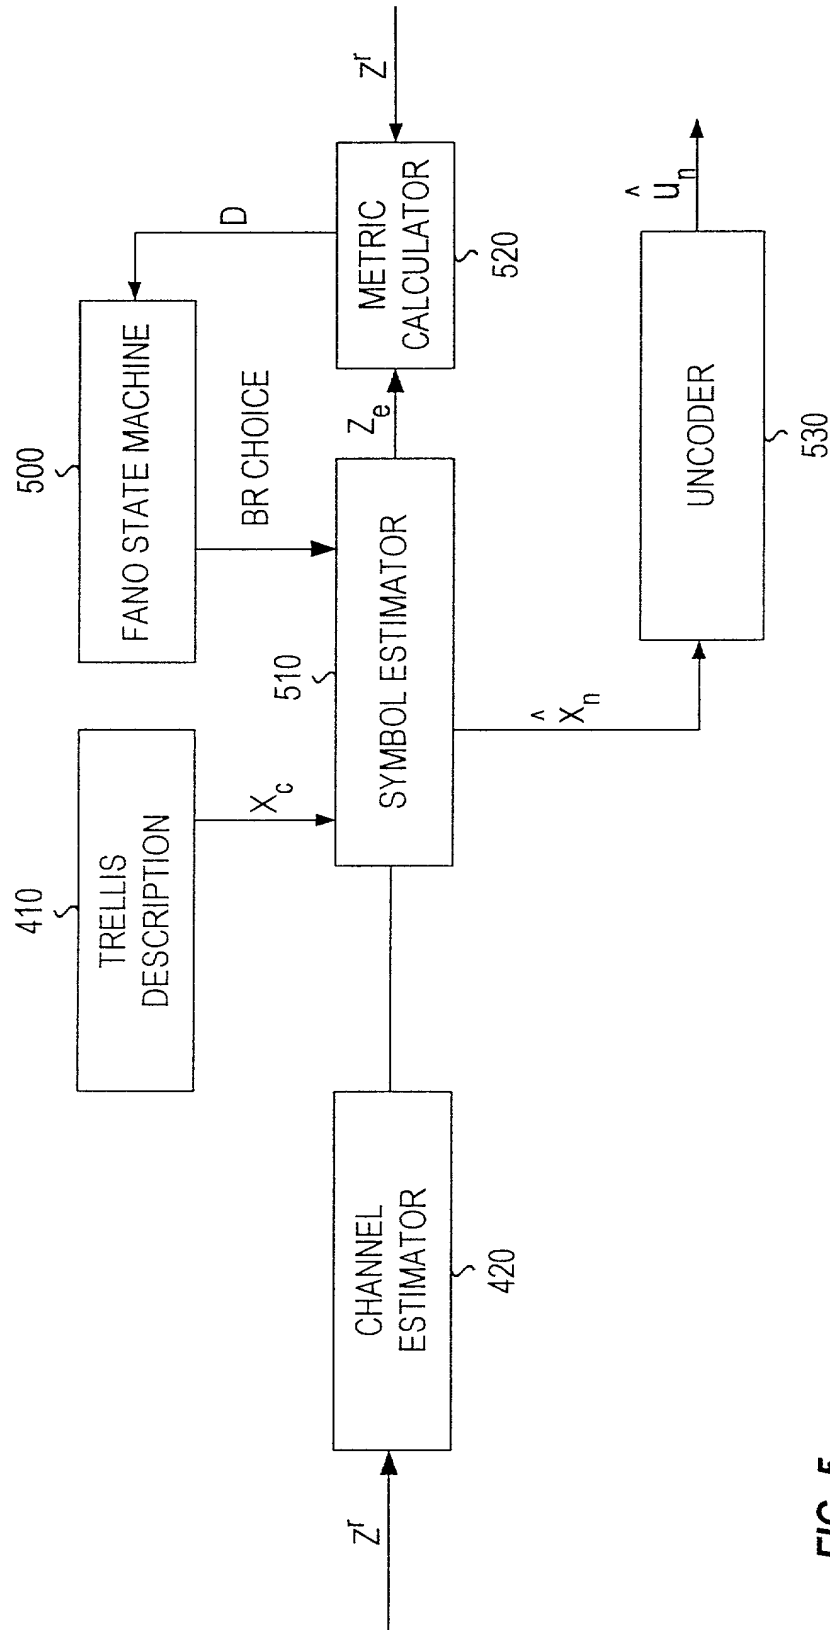 410
TRELLIS
DESCRIPTION
X_c
500
FANO STATE MACHINE
BR CHOICE
D
Z^r
CHANNEL
ESTIMATOR
420
510
SYMBOL ESTIMATOR
Z_e
METRIC
CALCULATOR
520
Z^r
x̂_n
UNCODER
530
û_n
FIG. 5